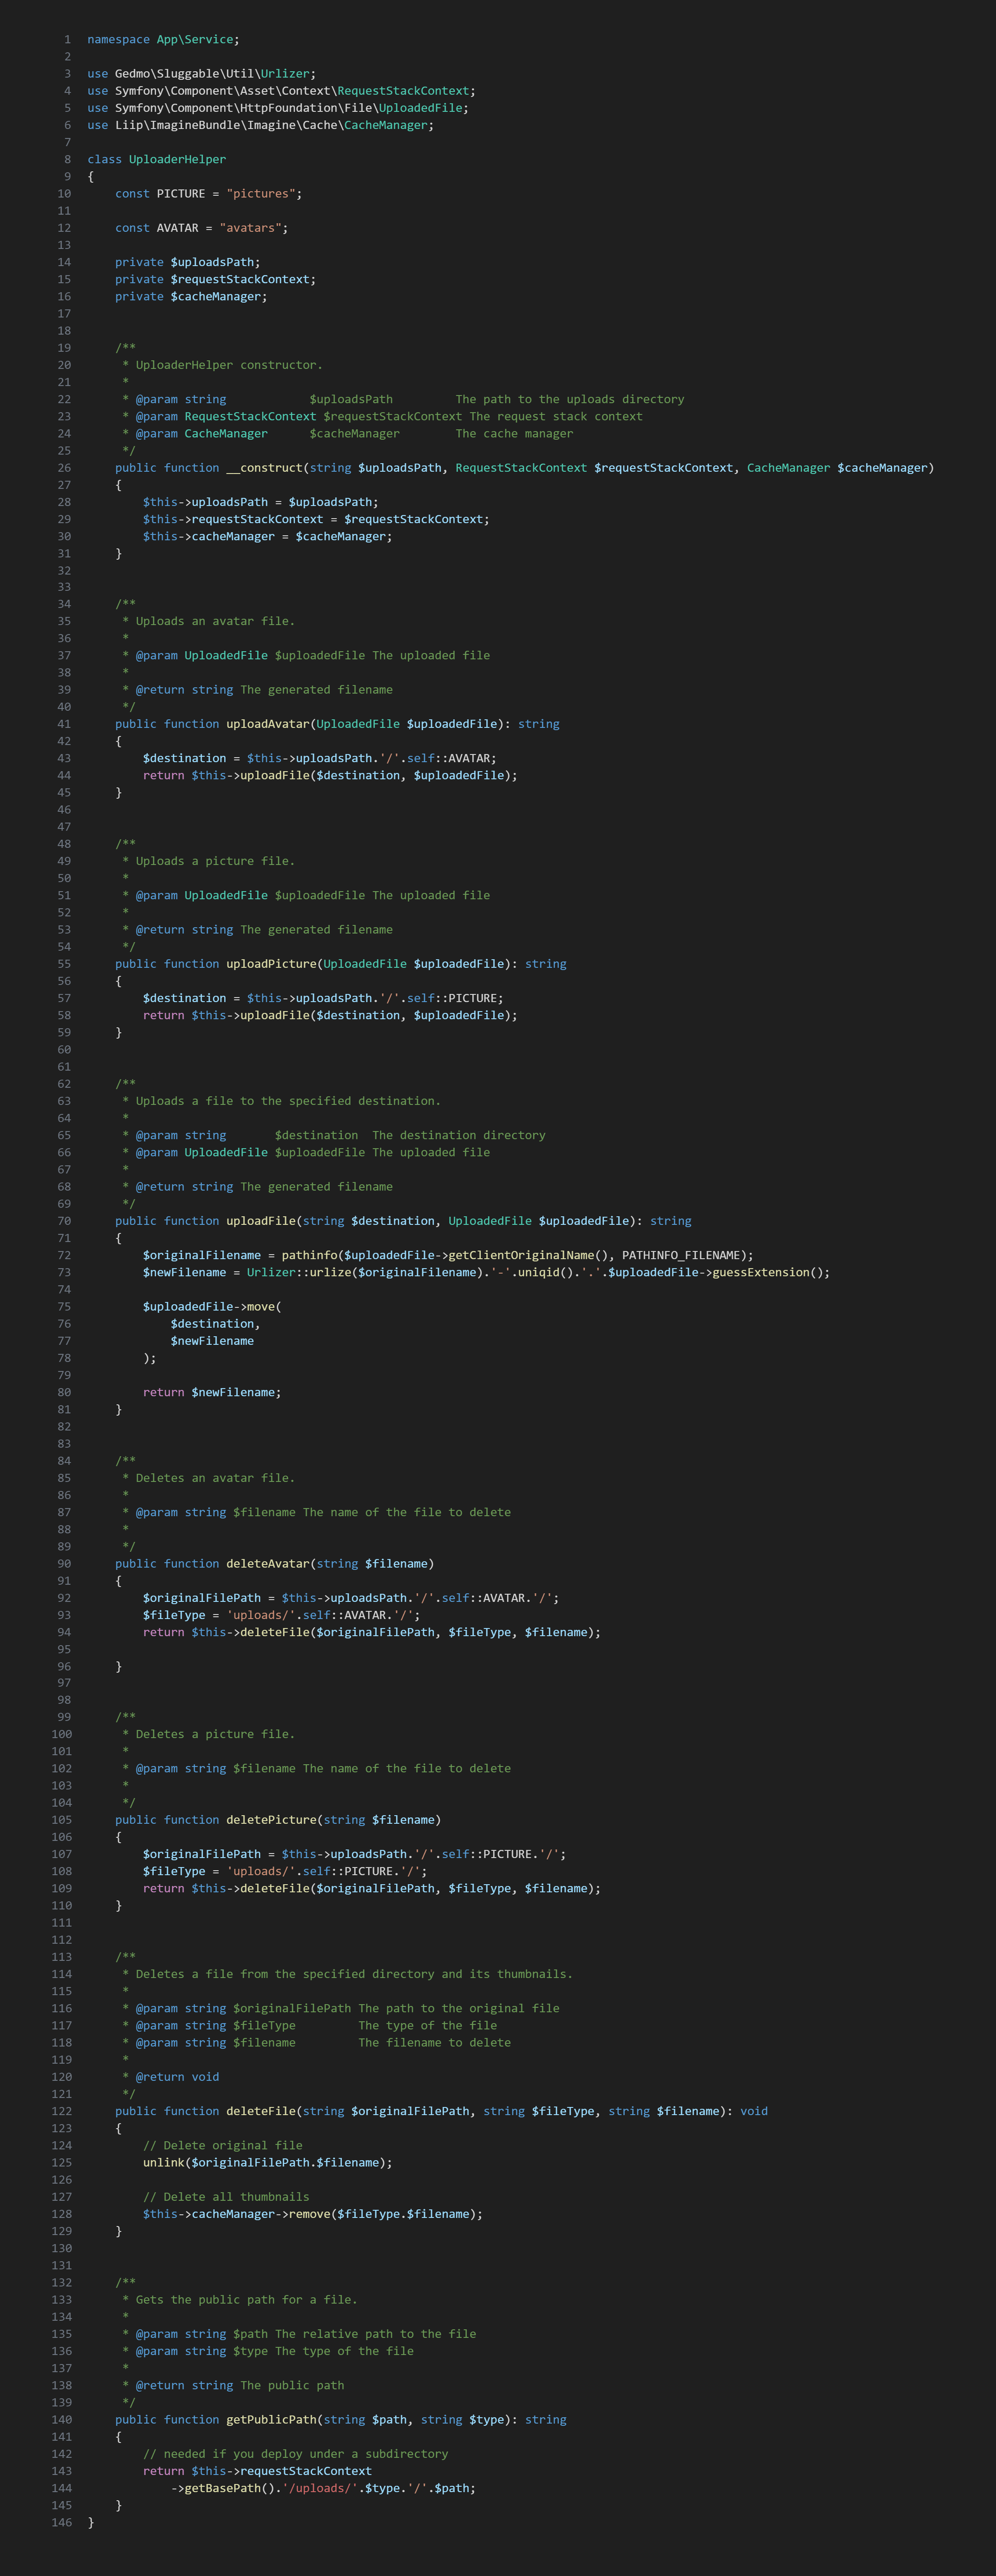 1 namespace App\Service;
2
3 use Gedmo\Sluggable\Util\Urlizer;
4 use Symfony\Component\Asset\Context\RequestStackContext;
5 use Symfony\Component\HttpFoundation\File\UploadedFile;
6 use Liip\ImagineBundle\Imagine\Cache\CacheManager;
7
8 class UploaderHelper
9 {
10     const PICTURE = "pictures";
11
12     const AVATAR = "avatars";
13
14     private $uploadsPath;
15     private $requestStackContext;
16     private $cacheManager;
17
18
19     /**
20      * UploaderHelper constructor.
21      *
22      * @param string            $uploadsPath         The path to the uploads directory
23      * @param RequestStackContext $requestStackContext The request stack context
24      * @param CacheManager      $cacheManager        The cache manager
25      */
26     public function __construct(string $uploadsPath, RequestStackContext $requestStackContext, CacheManager $cacheManager)
27     {
28         $this->uploadsPath = $uploadsPath;
29         $this->requestStackContext = $requestStackContext;
30         $this->cacheManager = $cacheManager;
31     }
32
33
34     /**
35      * Uploads an avatar file.
36      *
37      * @param UploadedFile $uploadedFile The uploaded file
38      *
39      * @return string The generated filename
40      */
41     public function uploadAvatar(UploadedFile $uploadedFile): string
42     {
43         $destination = $this->uploadsPath.'/'.self::AVATAR;
44         return $this->uploadFile($destination, $uploadedFile);
45     }
46
47
48     /**
49      * Uploads a picture file.
50      *
51      * @param UploadedFile $uploadedFile The uploaded file
52      *
53      * @return string The generated filename
54      */
55     public function uploadPicture(UploadedFile $uploadedFile): string
56     {
57         $destination = $this->uploadsPath.'/'.self::PICTURE;
58         return $this->uploadFile($destination, $uploadedFile);
59     }
60
61
62     /**
63      * Uploads a file to the specified destination.
64      *
65      * @param string       $destination  The destination directory
66      * @param UploadedFile $uploadedFile The uploaded file
67      *
68      * @return string The generated filename
69      */
70     public function uploadFile(string $destination, UploadedFile $uploadedFile): string
71     {
72         $originalFilename = pathinfo($uploadedFile->getClientOriginalName(), PATHINFO_FILENAME);
73         $newFilename = Urlizer::urlize($originalFilename).'-'.uniqid().'.'.$uploadedFile->guessExtension();
74
75         $uploadedFile->move(
76             $destination,
77             $newFilename
78         );
79
80         return $newFilename;
81     }
82
83
84     /**
85      * Deletes an avatar file.
86      *
87      * @param string $filename The name of the file to delete
88      *
89      */
90     public function deleteAvatar(string $filename)
91     {
92         $originalFilePath = $this->uploadsPath.'/'.self::AVATAR.'/';
93         $fileType = 'uploads/'.self::AVATAR.'/';
94         return $this->deleteFile($originalFilePath, $fileType, $filename);
95
96     }
97
98
99     /**
100      * Deletes a picture file.
101      *
102      * @param string $filename The name of the file to delete
103      *
104      */
105     public function deletePicture(string $filename)
106     {
107         $originalFilePath = $this->uploadsPath.'/'.self::PICTURE.'/';
108         $fileType = 'uploads/'.self::PICTURE.'/';
109         return $this->deleteFile($originalFilePath, $fileType, $filename);
110     }
111
112
113     /**
114      * Deletes a file from the specified directory and its thumbnails.
115      *
116      * @param string $originalFilePath The path to the original file
117      * @param string $fileType         The type of the file
118      * @param string $filename         The filename to delete
119      *
120      * @return void
121      */
122     public function deleteFile(string $originalFilePath, string $fileType, string $filename): void
123     {
124         // Delete original file
125         unlink($originalFilePath.$filename);
126
127         // Delete all thumbnails
128         $this->cacheManager->remove($fileType.$filename);
129     }
130
131
132     /**
133      * Gets the public path for a file.
134      *
135      * @param string $path The relative path to the file
136      * @param string $type The type of the file
137      *
138      * @return string The public path
139      */
140     public function getPublicPath(string $path, string $type): string
141     {
142         // needed if you deploy under a subdirectory
143         return $this->requestStackContext
144             ->getBasePath().'/uploads/'.$type.'/'.$path;
145     }
146 }